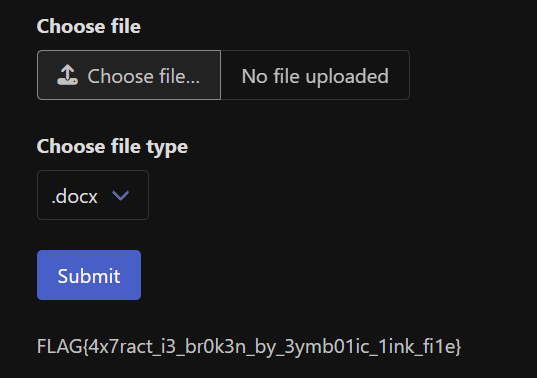 Choose file
Choose file... No file uploaded
Choose file type
.docx
Submit
FLAG{4x7ract_i3_br0k3n_by_3ymb01ic_1ink_fi1e}